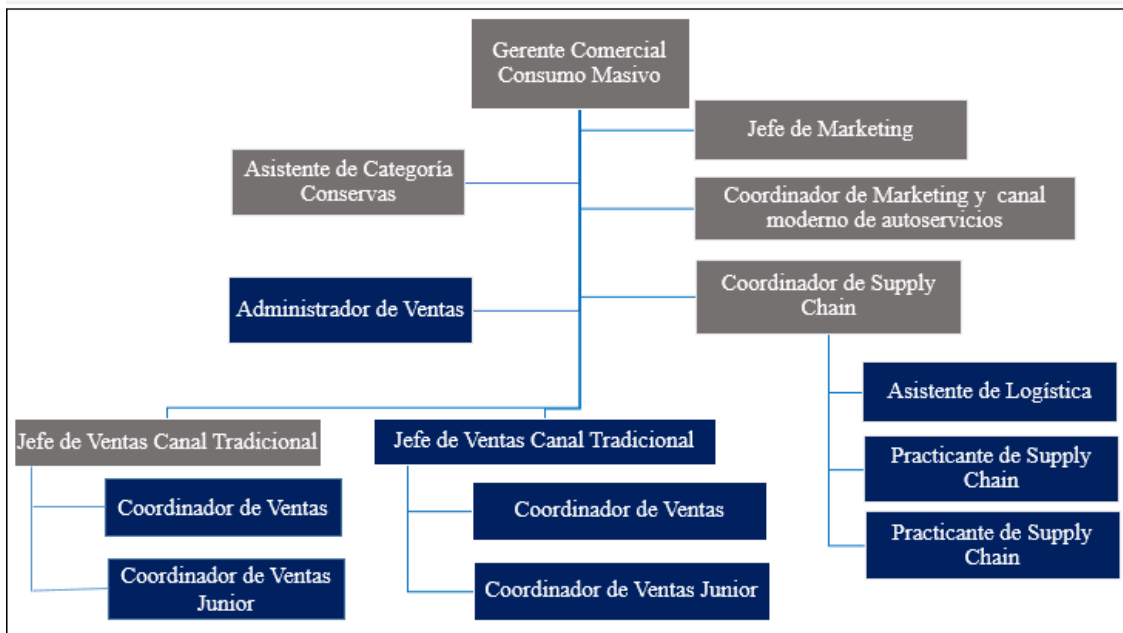 Gerente Comercial
Consumo Masivo
Jefe de Marketing
Asistente de Categoría
Conservas
Coordinador de Marketing y canal
moderno de autoservicios
Coordinador de Supply
Chain
Administrador de Ventas
Asistente de Logística
Practicante de Supply
Chain
Practicante de Supply
Chain
Jefe de Ventas Canal Tradicional
Coordinador de Ventas
Coordinador de Ventas
Junior
Jefe de Ventas Canal Tradicional
Coordinador de Ventas
Coordinador de Ventas Junior